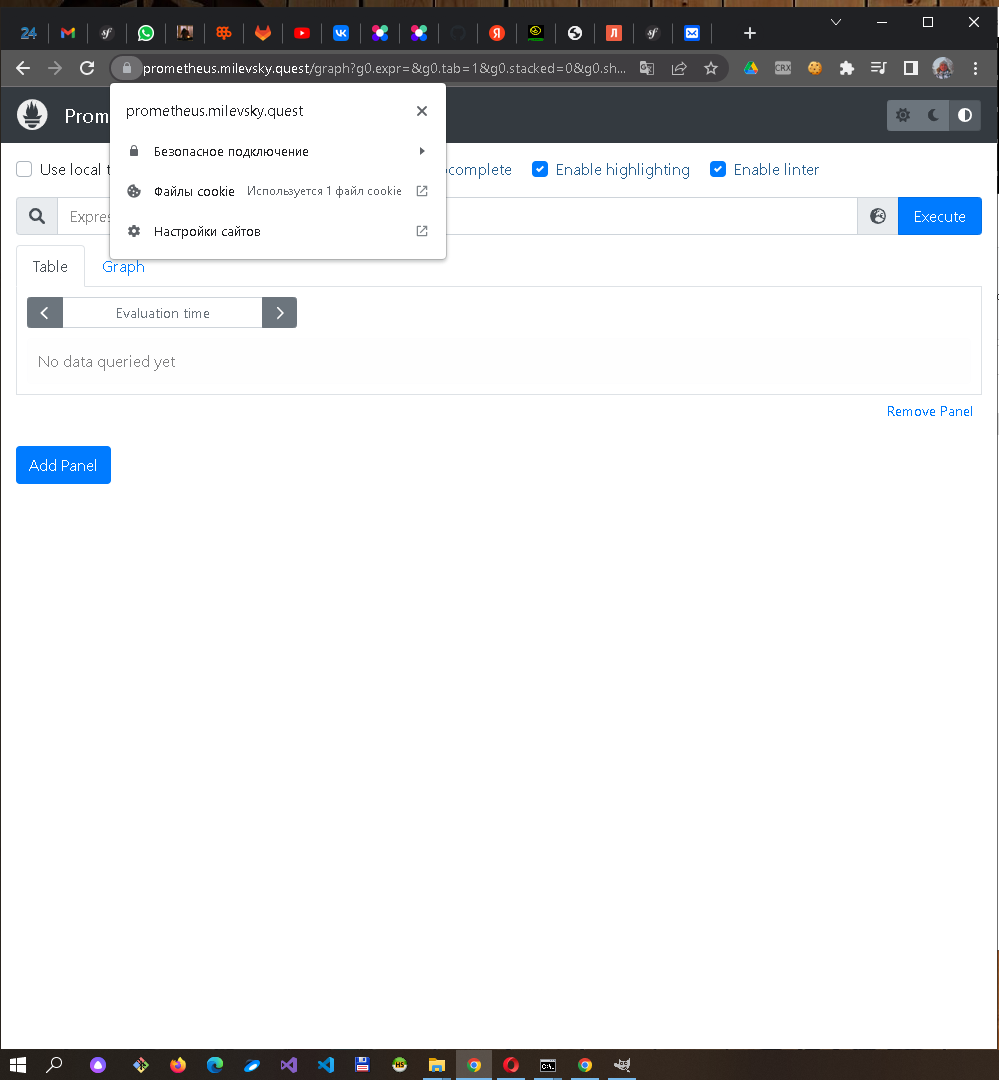 24
prometheus.milevsky.quest/graph?g0.expr=&g0.tab=1&g0.stacked=0&g0.sh...
CRX
prometheus.milevsky.quest
Prom
Безопасное подключение
Use local t
complete
Enable highlighting
Enable linter
Файлы cookie
Используется 1 файл cookie
Expres
Execute
Настройки сайтов
Table
Graph
Evaluation time
No data queried yet
Remove Panel
Add Panel